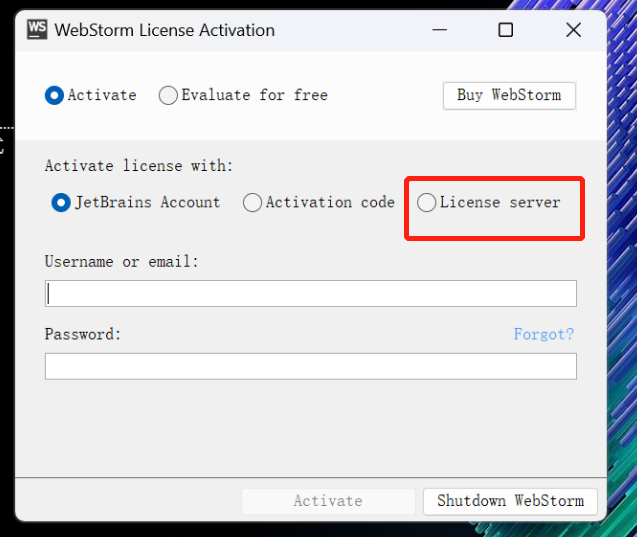 WS WebStorm License Activation
Activate Evaluate for free Buy WebStorm
Activate license with:
JetBrains Account Activation code License server
Username or email:
Password: Forgot?
Activate Shutdown WebStorm